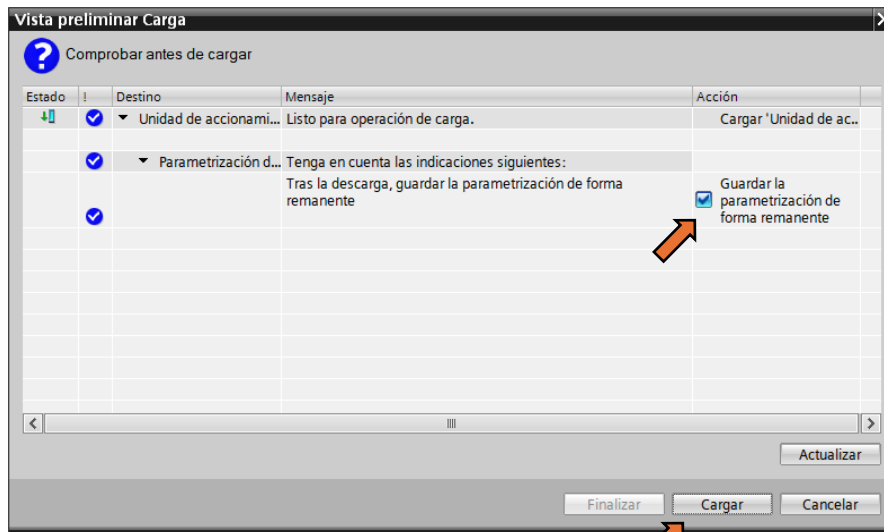 Vista preliminar Carga
Comprobar antes de cargar
Estado ! Destino Mensaje Acción
Unidad de accionami... Listo para operación de carga. Cargar 'Unidad de ac..
Parametrización d... Tenga en cuenta las indicaciones siguientes:
Tras la descarga, guardar la parametrización de forma
remanente
Guardar la
parametrización de
forma remanente
Actualizar
Finalizar Cargar Cancelar